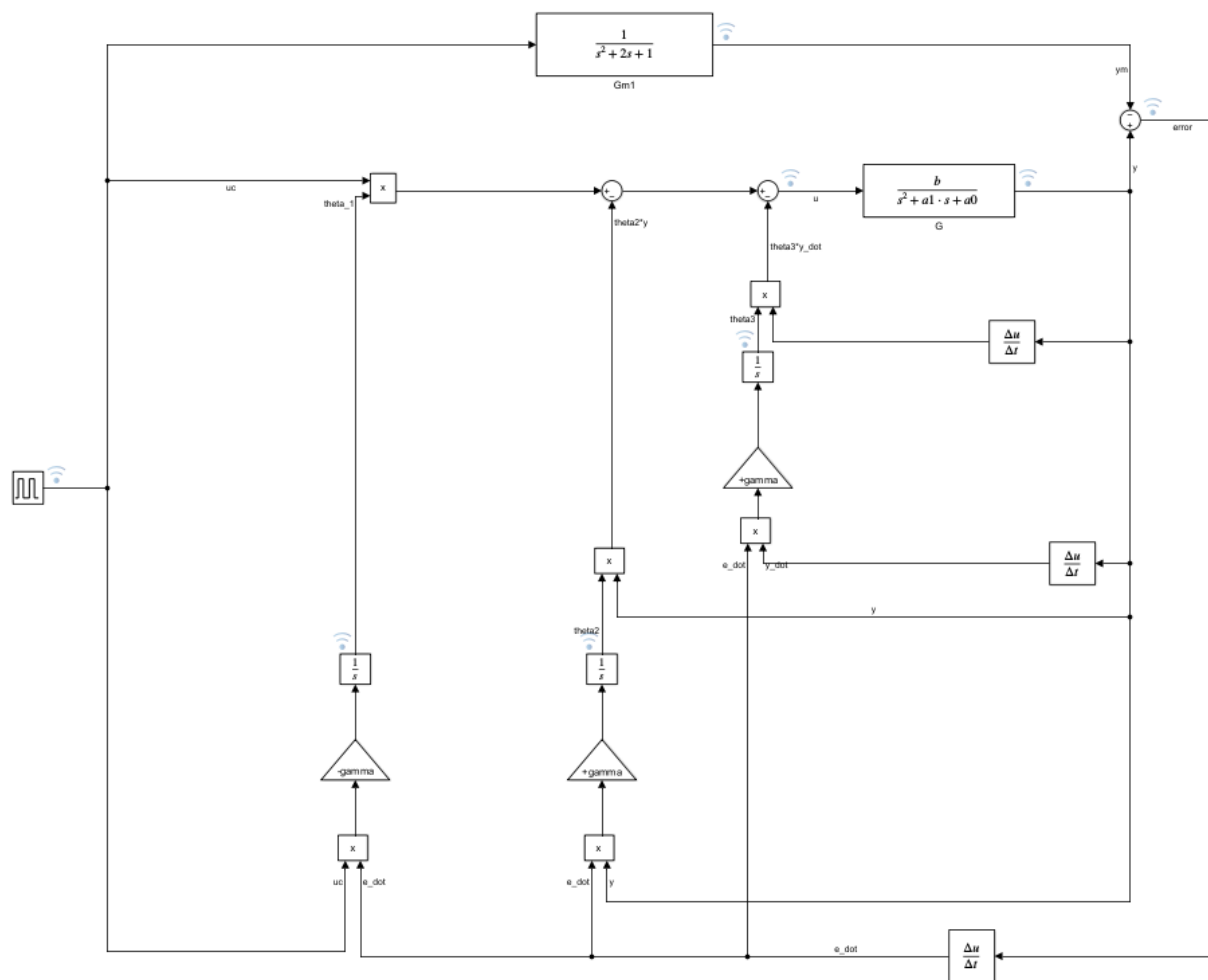 1
s² + 2s + 1
Gm1
ym
−
+
error
uc
theta_1
x
+
−
theta2*y
+
−
u
b
s² + a1 · s + a0
G
y
theta3*y_dot
x
theta3
Δu
Δt
1
s
+gamma
x
e_dot
y_dot
Δu
Δt
x
y
theta2
1
s
1
s
-gamma
+gamma
x
x
uc
e_dot
e_dot
y
e_dot
Δu
Δt